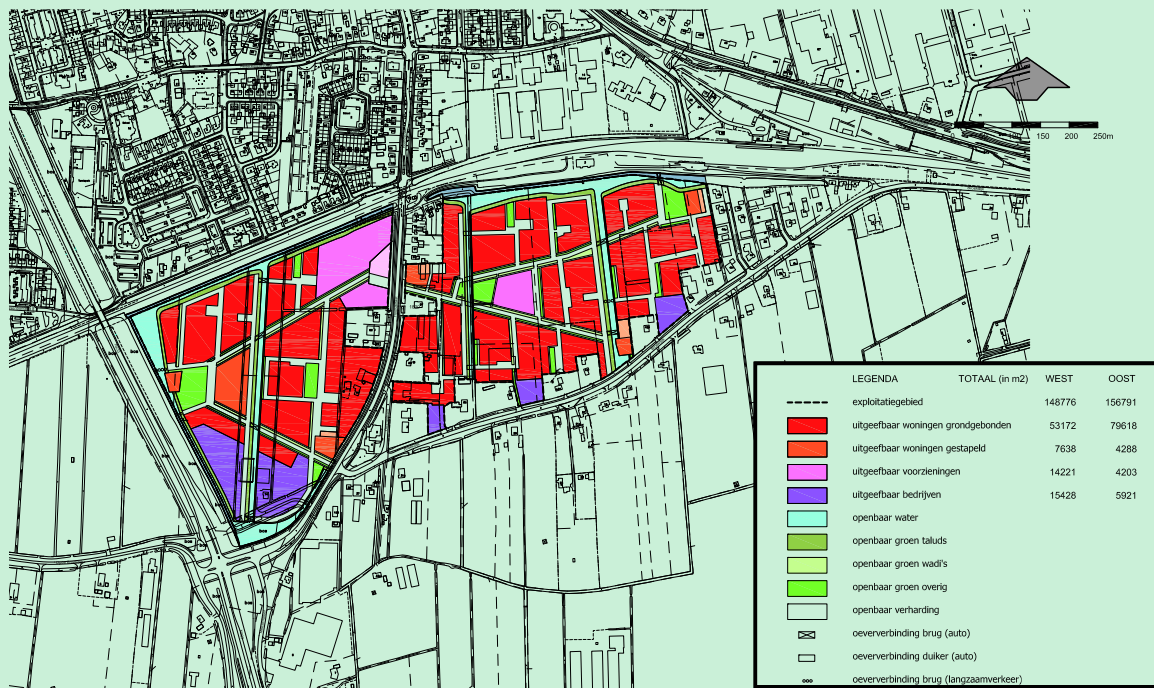 150 200 250m
LEGENDA TOTAAL (in m2) WEST OOST
exploitatiegebied 148776 156791
uitgeefbaar woningen grondgebonden 53172 79618
uitgeefbaar woningen gestapeld 7638 4288
uitgeefbaar voorzieningen 14221 4203
uitgeefbaar bedrijven 15428 5921
openbaar water
openbaar groen taluds
openbaar groen wadi's
openbaar groen overig
openbaar verharding
oeververbinding brug (auto)
oeververbinding duiker (auto)
oeververbinding brug (langzaamverkeer)